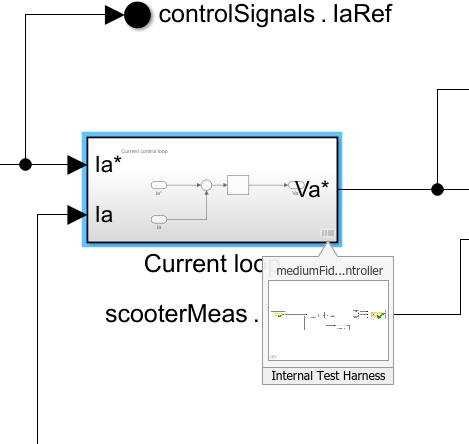 controlSignals . IaRef
Current control loop
Ia*
Va*
Ia
Current loop
mediumFid...ntroller
scooterMeas .
Internal Test Harness